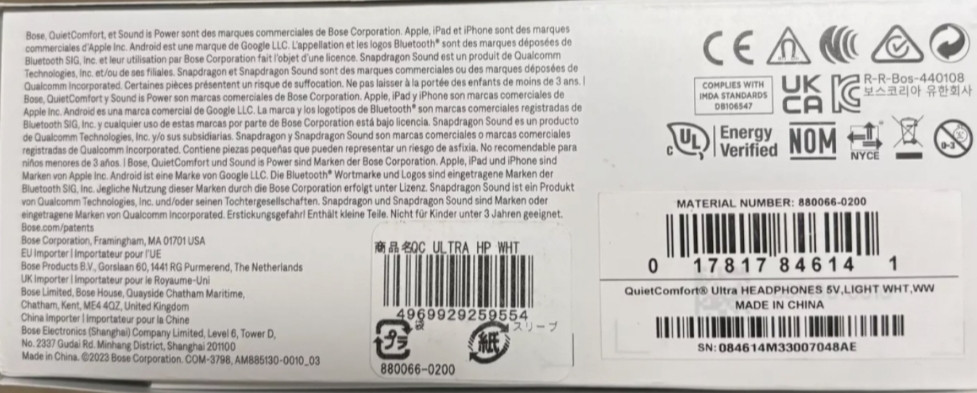 Bose, QuietComfort, et Sound is Power sont des marques commerciales de Bose Corporation. Apple, iPad et iPhone sont des marques
commerciales d'Apple Inc. Android est une marque de Google LLC. L'appellation et les logos Bluetooth® sont des marques déposées de
Bluetooth SIG, Inc. et leur utilisation par Bose Corporation fait l'objet d'une licence. Snapdragon Sound est un produit de Qualcomm
Technologies, Inc. et/ou de ses filiales. Snapdragon et Snapdragon Sound sont des marques commerciales ou des marques déposées de
Qualcomm Incorporated. Certaines pièces présentent un risque de suffocation. Ne pas laisser à la portée des enfants de moins de 3 ans. |
Bose, QuietComfort y Sound is Power son marcas comerciales de Bose Corporation. Apple, iPad y iPhone son marcas comerciales de
Apple Inc. Android es una marca comercial de Google LLC. La marca y los logotipos de Bluetooth® son marcas comerciales registradas de
Bluetooth SIG, Inc. y cualquier uso de estas marcas por parte de Bose Corporation está bajo licencia. Snapdragon Sound es un producto
de Qualcomm Technologies, Inc. y/o sus subsidiarias. Snapdragon y Snapdragon Sound son marcas comerciales o marcas comerciales
registradas de Qualcomm Incorporated. Contiene piezas pequeñas que pueden representar un riesgo de asfixia. No recomendable para
niños menores de 3 años. | Bose, QuietComfort und Sound is Power sind Marken der Bose Corporation. Apple, iPad und iPhone sind
Marken von Apple Inc. Android ist eine Marke von Google LLC. Die Bluetooth® Wortmarke und Logos sind eingetragene Marken der
Bluetooth SIG, Inc. Jegliche Nutzung dieser Marken durch die Bose Corporation erfolgt unter Lizenz. Snapdragon Sound ist ein Produkt
von Qualcomm Technologies, Inc. und/oder seinen Tochtergesellschaften. Snapdragon und Snapdragon Sound sind Marken oder
eingetragene Marken von Qualcomm Incorporated. Erstickungsgefahr! Enthält kleine Teile. Nicht für Kinder unter 3 Jahren geeignet.
Bose.com/patents
Bose Corporation, Framingham, MA 01701 USA
EU Importer | Importateur pour l'UE
Bose Products B.V., Gorslaan 60, 1441 RG Purmerend, The Netherlands
UK Importer | Importateur pour le Royaume-Uni
Bose Limited, Bose House, Quayside Chatham Maritime,
Chatham, Kent, ME4 4QZ, United Kingdom
China Importer | Importateur pour la Chine
Bose Electronics (Shanghai) Company Limited, Level 6, Tower D,
No. 2337 Gudai Rd. Minhang District, Shanghai 201100
Made in China. ©2023 Bose Corporation. COM-3798, AM885130-0010_03
商品名QC ULTRA HP WHT
4969929259554
袋
スリーブ
プラ
紙
880066-0200
CE
COMPLIES WITH
IMDA STANDARDS
DB106547
UK
CA
R-R-Bos-440108
보스코리아 유한회사
c UL Energy
Verified
NOM
NYCE
0-3
MATERIAL NUMBER: 880066-0200
0 17817 84614 1
QuietComfort® Ultra HEADPHONES 5V,LIGHT WHT,WW
MADE IN CHINA
SN: 084614M33007048AE